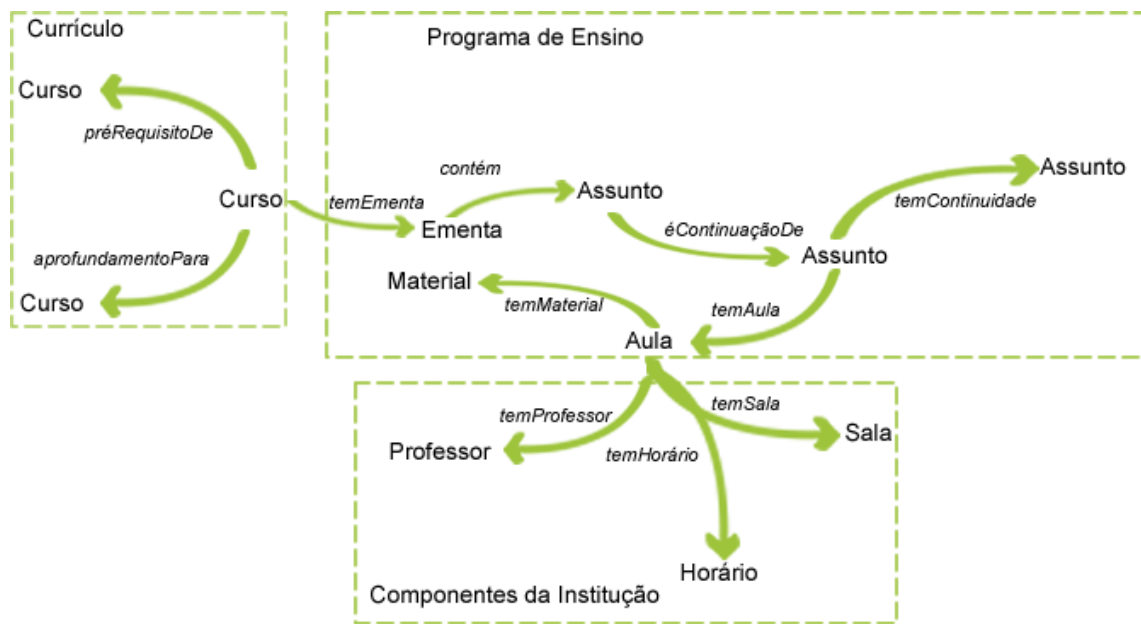 Currículo
Curso
préRequisitoDe
Curso
aprofundamentoPara
Curso
temEmenta
Programa de Ensino
contém
Assunto
Ementa
éContinuaçãoDe
Assunto
temContinuidade
Assunto
Material
temMaterial
temAula
Aula
temProfessor
Professor
temSala
Sala
temHorário
Horário
Componentes da Institução